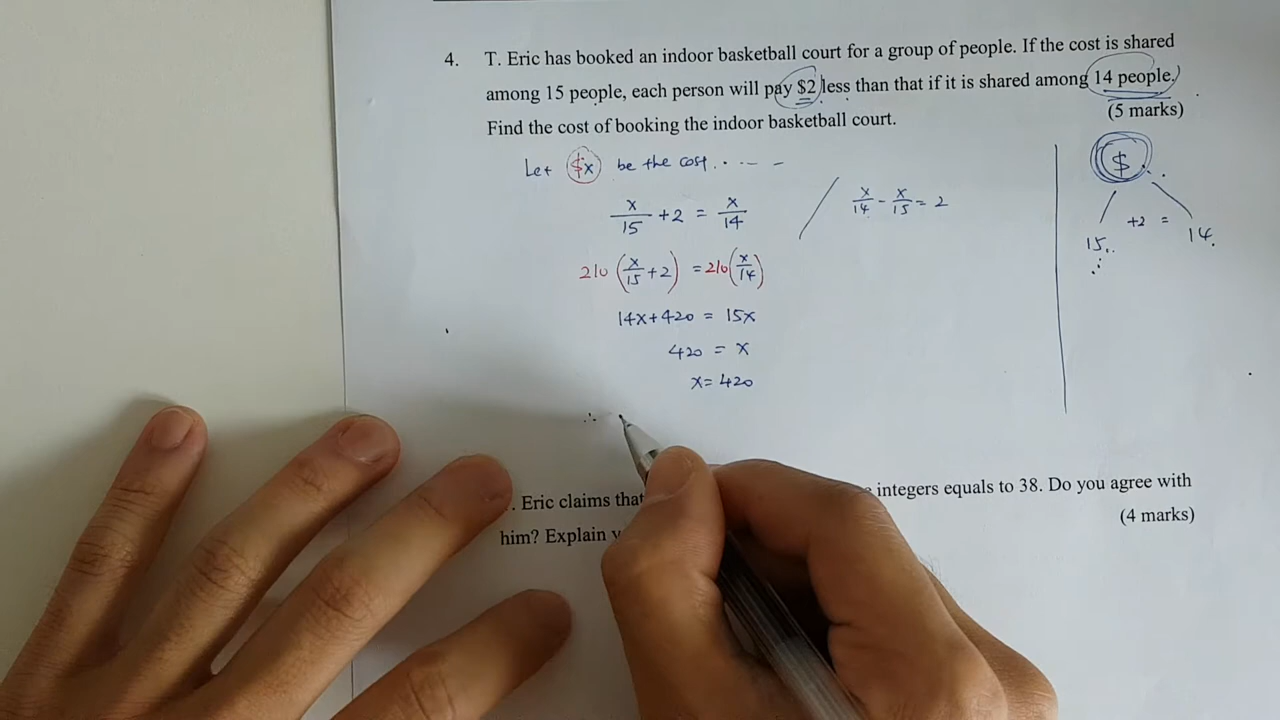 4. T. Eric has booked an indoor basketball court for a group of people. If the cost is shared
among 15 people, each person will pay $2 less than that if it is shared among 14 people.
(5 marks)
Find the cost of booking the indoor basketball court.
Let $x be the cost.....
x/15 + 2 = x/14
x/14 - x/15 = 2
210 (x/15 + 2) = 210 (x/14)
14x + 420 = 15x
420 = x
x = 420
∴
$
+2 =
15
14
. Eric claims that
integers equals to 38. Do you agree with
him? Explain
(4 marks)